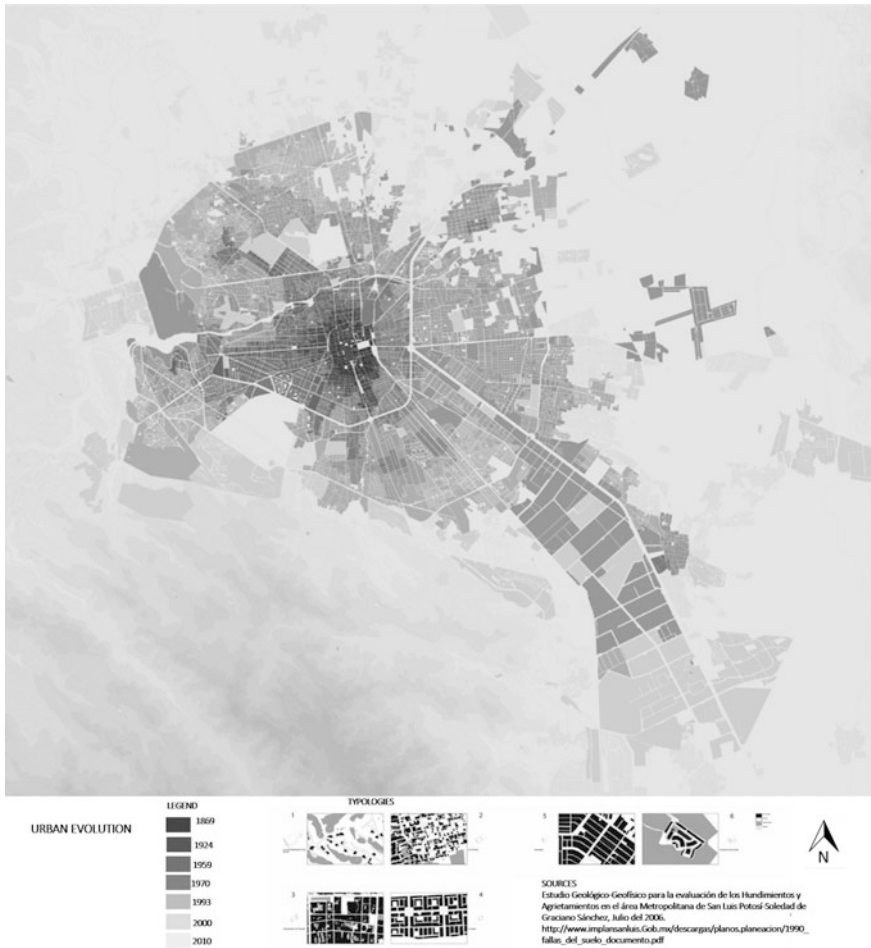 URBAN EVOLUTION
LEGEND
1869
1924
1959
1970
1993
2000
2010
TYPOLOGIES
1
2
3
4
5
6
N
SOURCES
Estudio Geológico-Geofísico para la evaluación de los Hundimientos y
Agrietamientos en el área Metropolitana de San Luis Potosí-Soledad de
Graciano Sánchez, Julio del 2006.
http://www.implansanluis.Gob.mx/descargas/planos.planeacion/1990_
fallas_del_suelo_documento.pdf